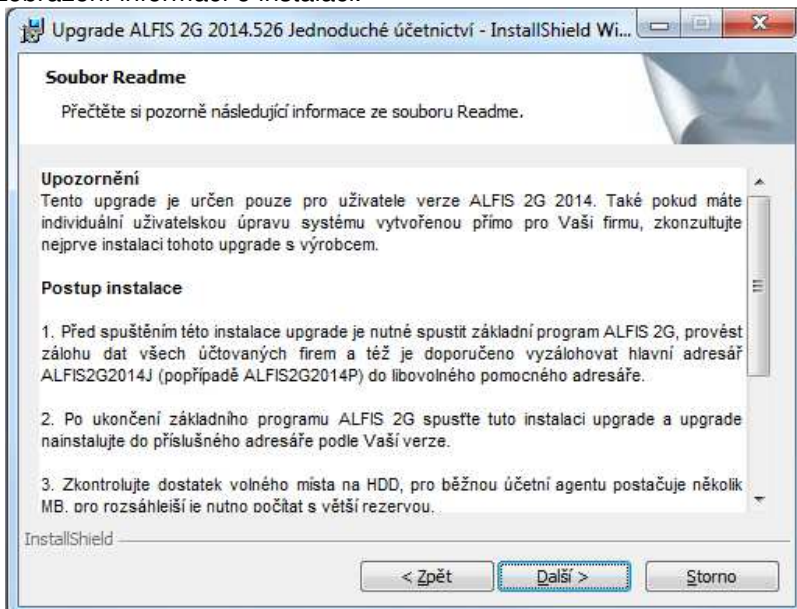 Upgrade ALFIS 2G 2014.526 Jednoduché účetnictví - InstallShield Wi...
Soubor Readme
Přečtěte si pozorně následující informace ze souboru Readme.
Upozornění
Tento upgrade je určen pouze pro uživatele verze ALFIS 2G 2014. Také pokud máte
individuální uživatelskou úpravu systému vytvořenou přímo pro Vaši firmu, zkonzultujte
nejprve instalaci tohoto upgrade s výrobcem.
Postup instalace
1. Před spuštěním této instalace upgrade je nutné spustit základní program ALFIS 2G, provést
zálohu dat všech účtovaných firem a též je doporučeno vyzálohovat hlavní adresář
ALFIS2G2014J (popřípadě ALFIS2G2014P) do libovolného pomocného adresáře.
2. Po ukončení základního programu ALFIS 2G spusťte tuto instalaci upgrade a upgrade
nainstalujte do příslušného adresáře podle Vaší verze.
3. Zkontrolujte dostatek volného místa na HDD, pro běžnou účetní agentu postačuje několik
MB, pro rozsáhlejší je nutno počítat s větší rezervou.
InstallShield
< Zpět
Další >
Storno